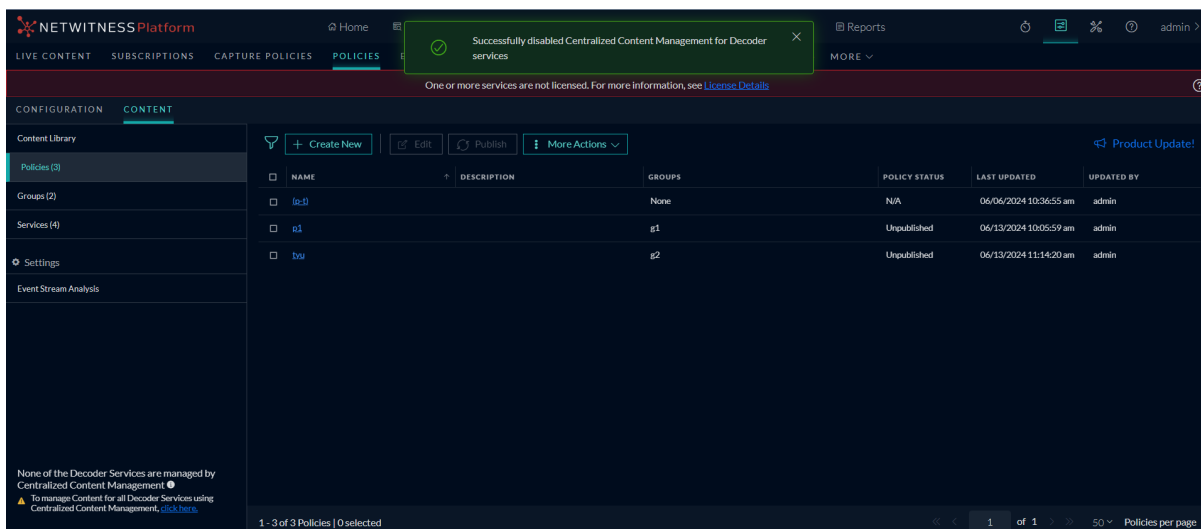 NETWITNESS Platform
Home
Reports
admin
Successfully disabled Centralized Content Management for Decoder
services
LIVE CONTENT SUBSCRIPTIONS CAPTURE POLICIES POLICIES
MORE
One or more services are not licensed. For more information, see License Details
CONFIGURATION CONTENT
Content Library
Policies (3)
Groups (2)
Services (4)
Settings
Event Stream Analysis
+ Create New Edit Publish More Actions
Product Update!
NAME DESCRIPTION GROUPS POLICY STATUS LAST UPDATED UPDATED BY
(p-t) None N/A 06/06/2024 10:36:55 am admin
p1 g1 Unpublished 06/13/2024 10:05:59 am admin
tvu g2 Unpublished 06/13/2024 11:14:20 am admin
None of the Decoder Services are managed by
Centralized Content Management
To manage Content for all Decoder Services using
Centralized Content Management, click here.
1 - 3 of 3 Policies | 0 selected
<< < 1 of 1 > >> 50 Policies per page